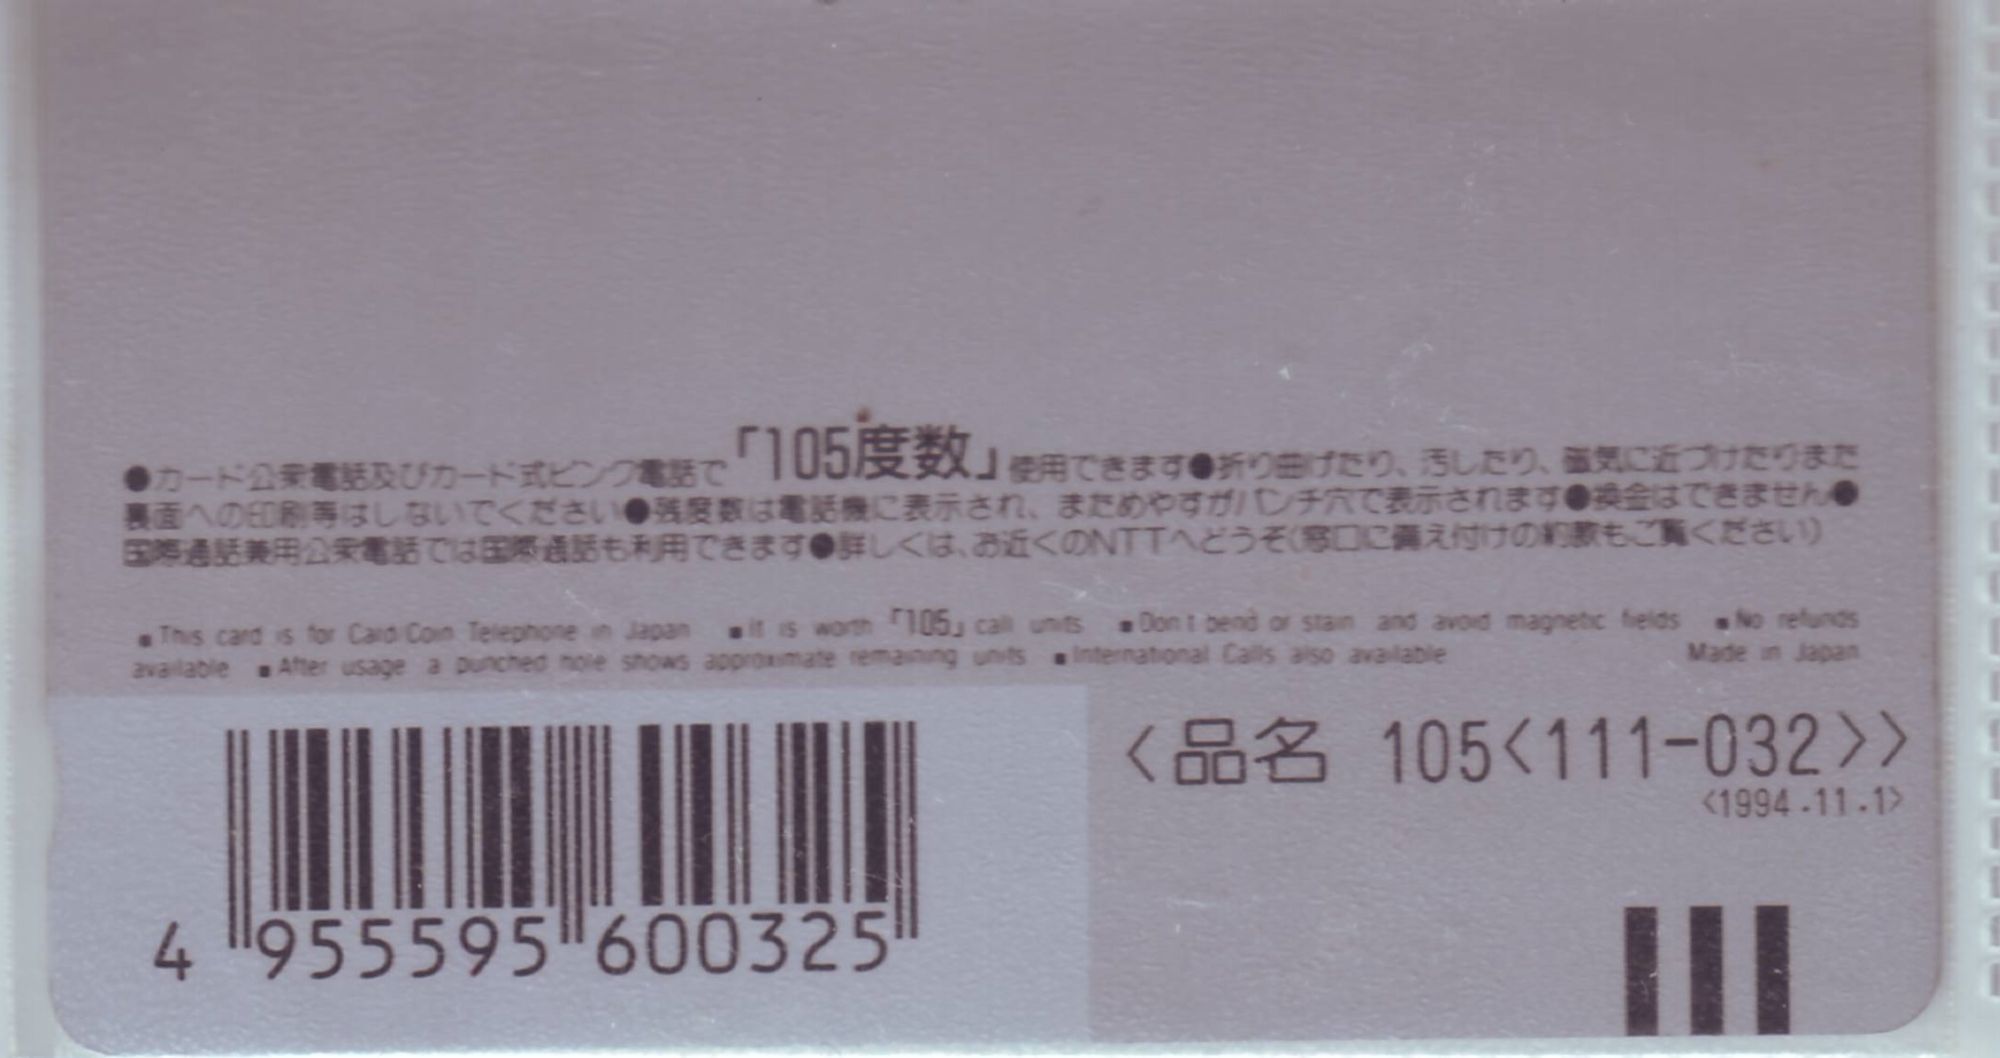 ●カード公衆電話及びカード式ピンク電話で「105度数」使用できます●折り曲げたり、汚したり、磁気に近づけたりまた
裏面への印刷等はしないでください●残度数は電話機に表示され、まためやすがパンチ穴で表示されます●換金はできません●
国際通話兼用公衆電話では国際通話も利用できます●詳しくは、お近くのNTTへどうぞ(窓口に備え付けの約款もご覧ください)
■This card is for Card/Coin Telephone in Japan ■It is worth「105」call units ■Don't bend or stain and avoid magnetic fields ■No refunds
available ■After usage a punched hole shows approximate remaining units ■International Calls also available Made in Japan
<品名 105<111-032>>
<1994.11.1>
4 955595 600325